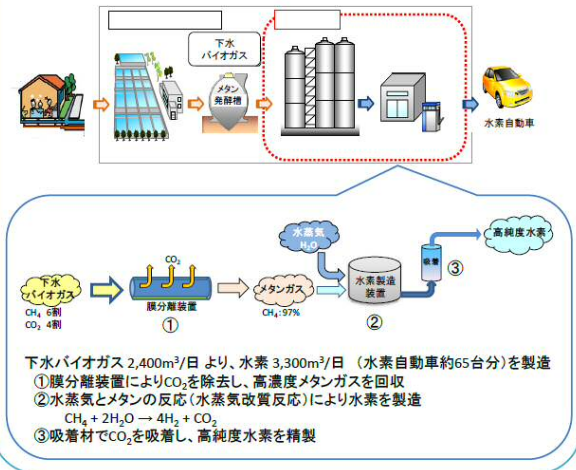 下水
バイオガス
メタン
発酵槽
水素自動車
水蒸気
H₂O
高純度水素
CO₂
吸着
③
下水
バイオガス
メタンガス
水素製造
装置
膜分離装置
CH₄ 6割
CO₂ 4割
CH₄:97%
①
②
下水バイオガス 2,400m³/日 より、水素 3,300m³/日 （水素自動車約65台分）を製造
①膜分離装置によりCO₂を除去し、高濃度メタンガスを回収
②水蒸気とメタンの反応（水蒸気改質反応）により水素を製造
CH₄ + 2H₂O → 4H₂ + CO₂
③吸着材でCO₂を吸着し、高純度水素を精製